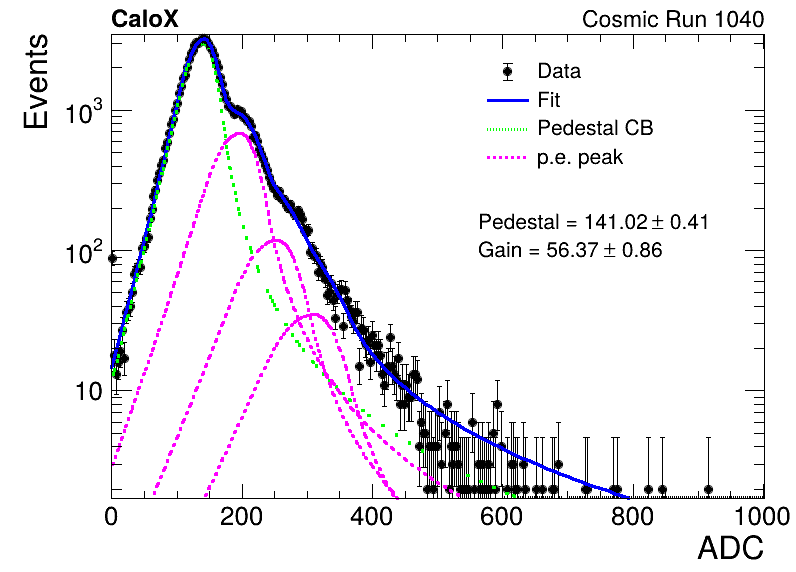 CaloX Cosmic Run 1040
Events
Data
Fit
Pedestal CB
p.e. peak
Pedestal = 141.02 ± 0.41
Gain = 56.37 ± 0.86
10³
10²
10
0 200 400 600 800 1000
ADC